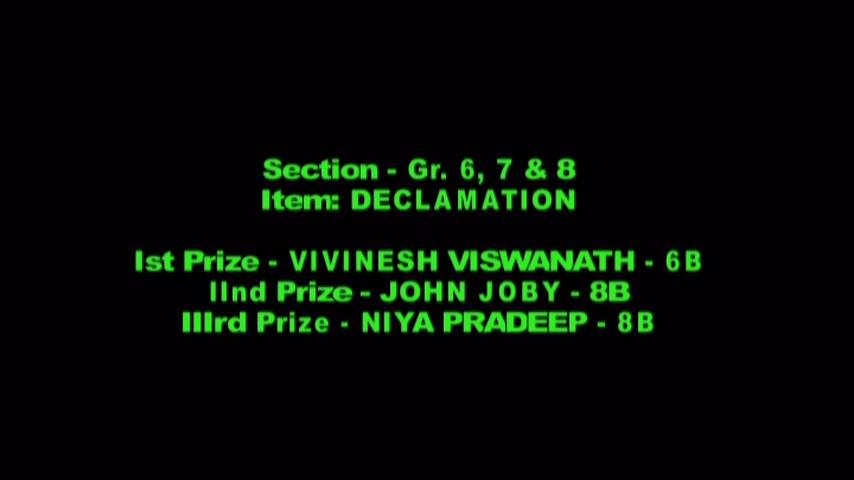 Section - Gr. 6, 7 & 8
Item: DECLAMATION
Ist Prize - VIVINESH VISWANATH - 6B
IInd Prize - JOHN JOBY - 8B
IIIrd Prize - NIYA PRADEEP - 8B